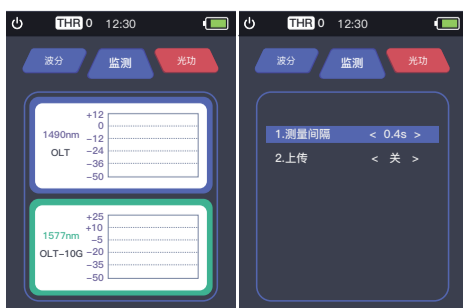 THR 0 12:30
波分 监测 光功
+12
0
1490nm
-12
OLT
-24
-36
-50
+25
+10
1577nm
-5
OLT-10G
-20
-35
-50
THR 0 12:30
波分 监测 光功
1.测量间隔 < 0.4s >
2.上传 < 关 >